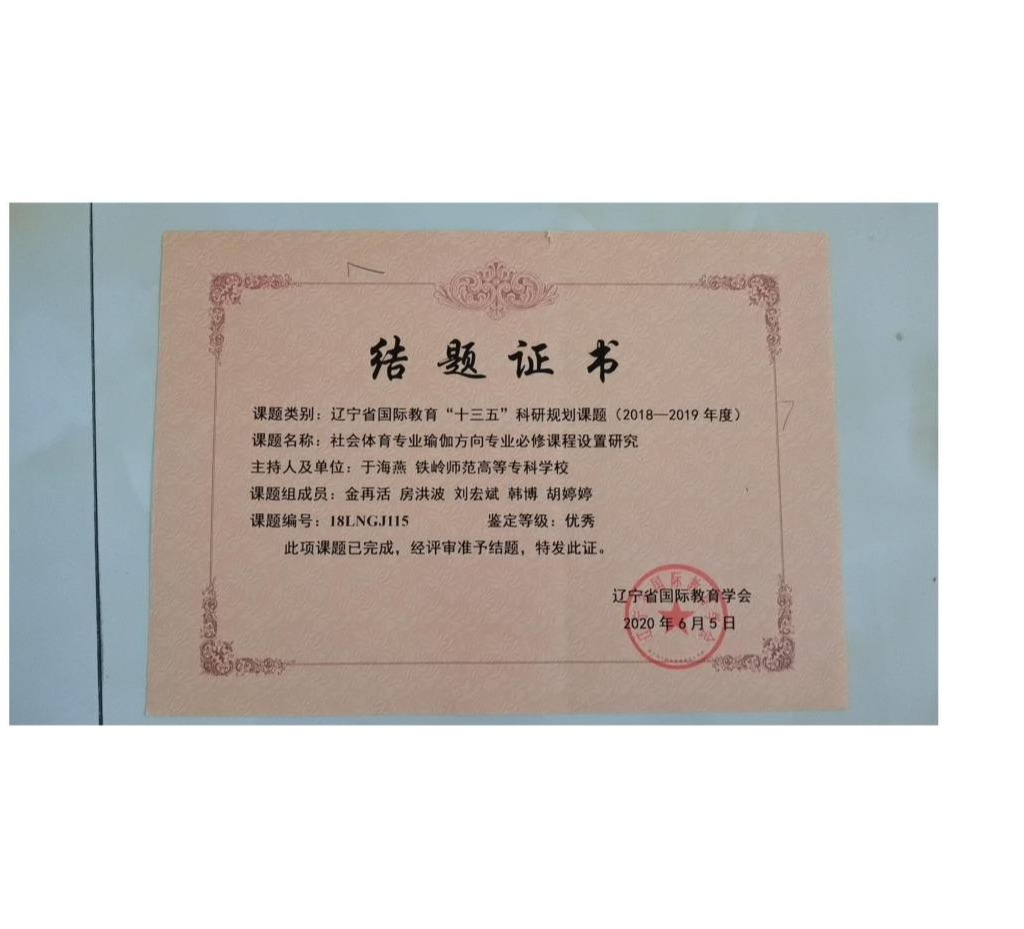 结题证书
课题类别：辽宁省国际教育“十三五”科研规划课题（2018—2019年度）
课题名称：社会体育专业瑜伽方向专业必修课程设置研究
主持人及单位：于海燕 铁岭师范高等专科学校
课题组成员：金再活 房洪波 刘宏斌 韩博 胡婷婷
课题编号：18LNGJ115 鉴定等级：优秀
此项课题已完成，经评审准予结题，特发此证。
辽宁省国际教育学会
2020年6月5日